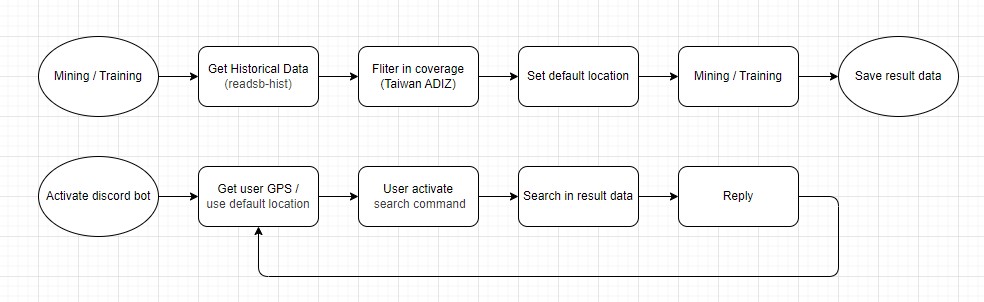 Mining / Training
Get Historical Data
(readsb-hist)
Fliter in coverage
(Taiwan ADIZ)
Set default location
Mining / Training
Save result data
Activate discord bot
Get user GPS /
use default location
User activate
search command
Search in result data
Reply